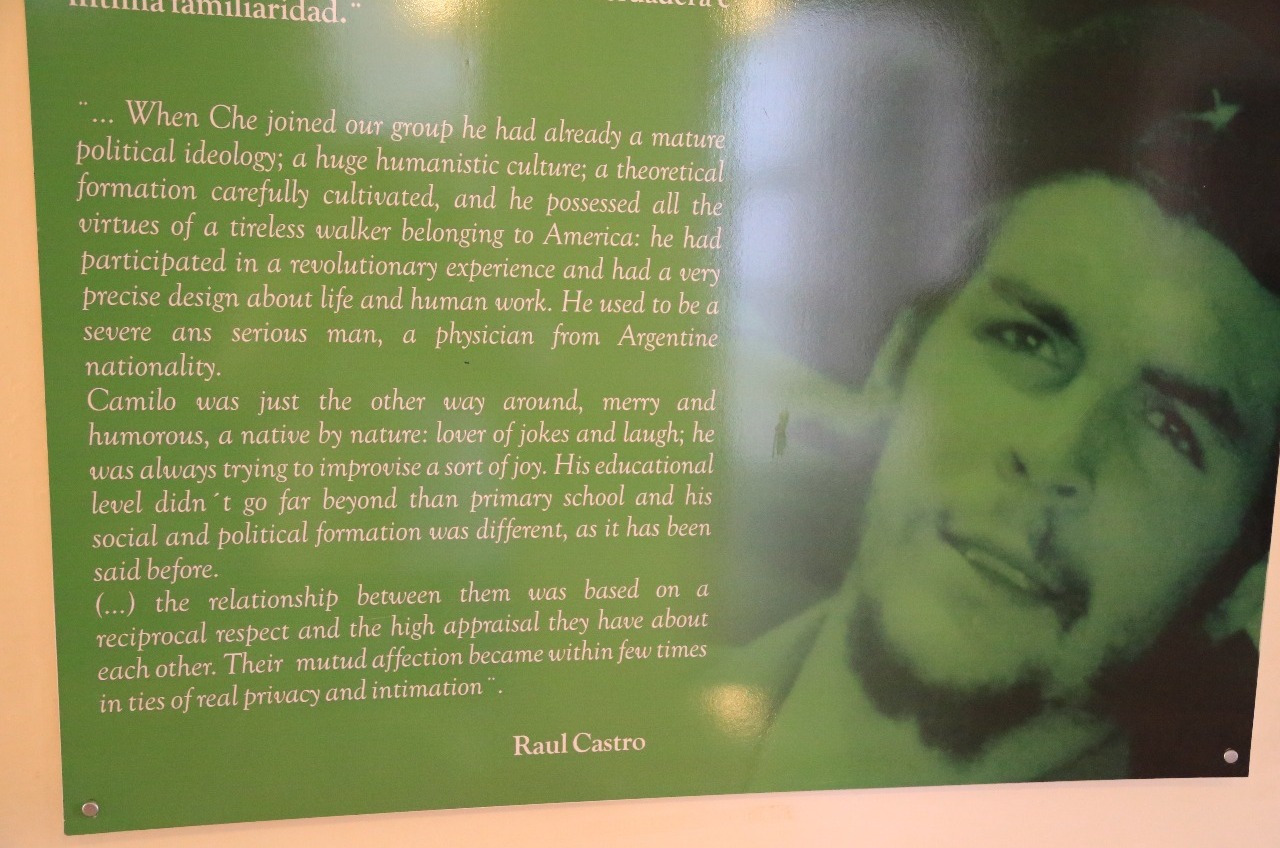 íntima familiaridad.¨
¨... When Che joined our group he had already a mature
political ideology; a huge humanistic culture; a theoretical
formation carefully cultivated, and he possessed all the
virtues of a tireless walker belonging to America: he had
participated in a revolutionary experience and had a very
precise design about life and human work. He used to be a
severe ans serious man, a physician from Argentine
nationality.
Camilo was just the other way around, merry and
humorous, a native by nature: lover of jokes and laugh; he
was always trying to improvise a sort of joy. His educational
level didn´t go far beyond than primary school and his
social and political formation was different, as it has been
said before.
(...) the relationship between them was based on a
reciprocal respect and the high appraisal they have about
each other. Their mutud affection became within few times
in ties of real privacy and intimation¨.
Raul Castro